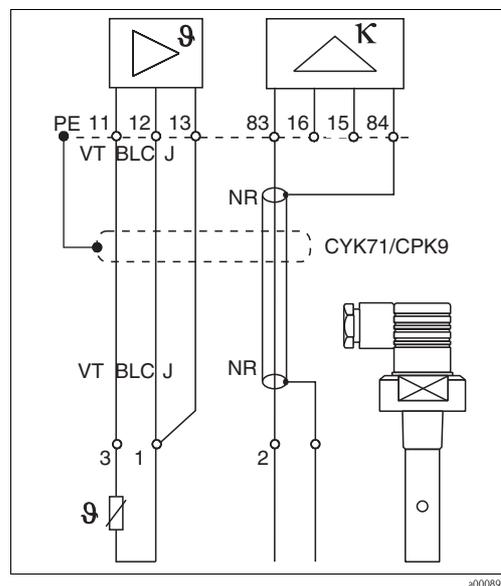 ϑ
κ
PE 11 12 13 83 16 15 84
VT BLC J
NR
CYK71/CPK9
VT BLC J
NR
3 1 2
ϑ
a00089